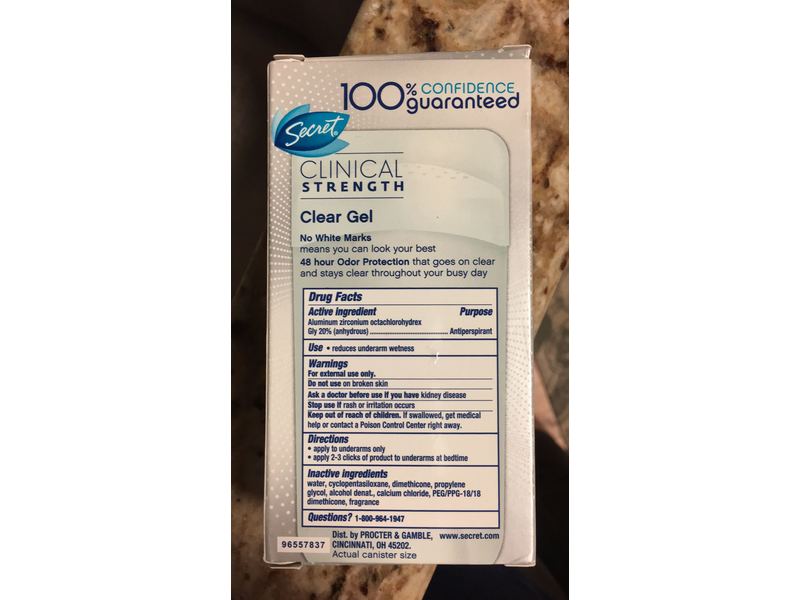 100% CONFIDENCE
guaranteed
Secret
CLINICAL
STRENGTH
Clear Gel
No White Marks
means you can look your best
48 hour Odor Protection that goes on clear
and stays clear throughout your busy day
Drug Facts
Active ingredient Purpose
Aluminum zirconium octachlorohydrex
Gly 20% (anhydrous) ............................ Antiperspirant
Use • reduces underarm wetness
Warnings
For external use only.
Do not use on broken skin
Ask a doctor before use if you have kidney disease
Stop use if rash or irritation occurs
Keep out of reach of children. If swallowed, get medical
help or contact a Poison Control Center right away.
Directions
• apply to underarms only
• apply 2-3 clicks of product to underarms at bedtime
Inactive ingredients
water, cyclopentasiloxane, dimethicone, propylene
glycol, alcohol denat., calcium chloride, PEG/PPG-18/18
dimethicone, fragrance
Questions? 1-800-964-1947
Dist. by PROCTER & GAMBLE, www.secret.com
CINCINNATI, OH 45202.
96557837
Actual canister size